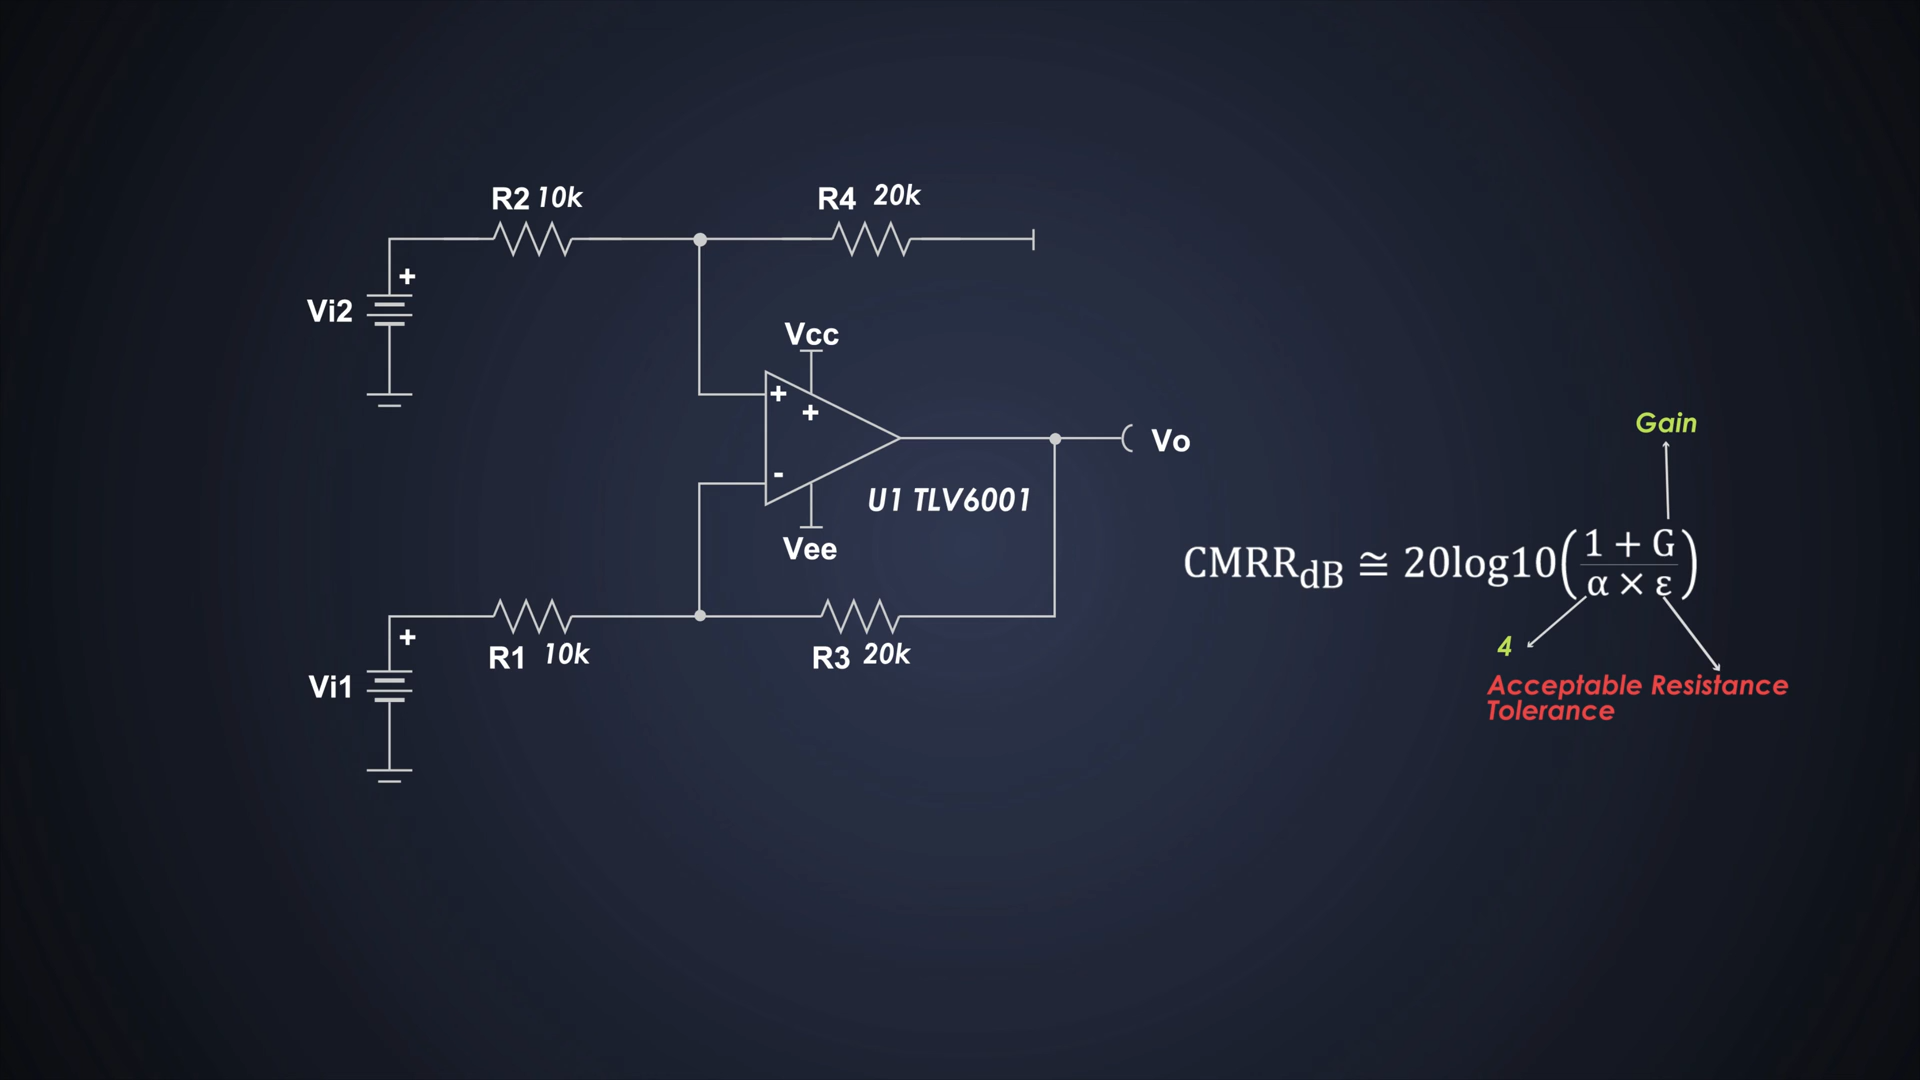 R2 10k
R4 20k
+
Vi2
Vcc
+
+
-
Vo
U1 TLV6001
Vee
+
R1 10k
R3 20k
Vi1
Gain
CMRR_dB ≅ 20log10((1 + G)/(α × ε))
4
Acceptable Resistance
Tolerance